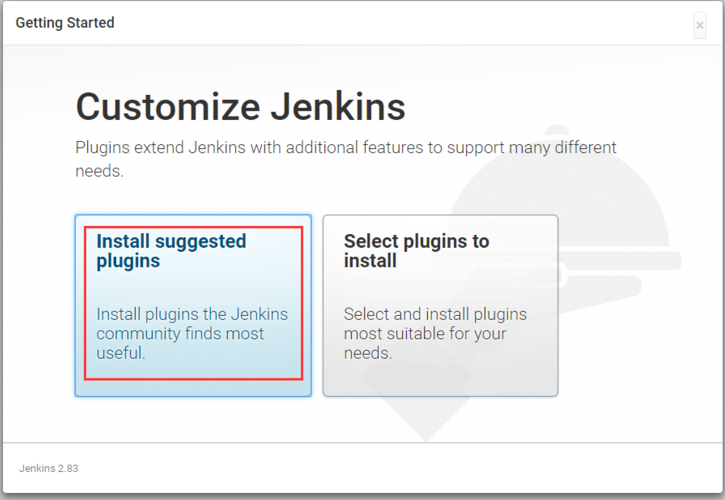 Getting Started
×
Customize Jenkins
Plugins extend Jenkins with additional features to support many different
needs.
Install suggested
plugins
Install plugins the Jenkins
community finds most
useful.
Select plugins to
install
Select and install plugins
most suitable for your
needs.
Jenkins 2.83